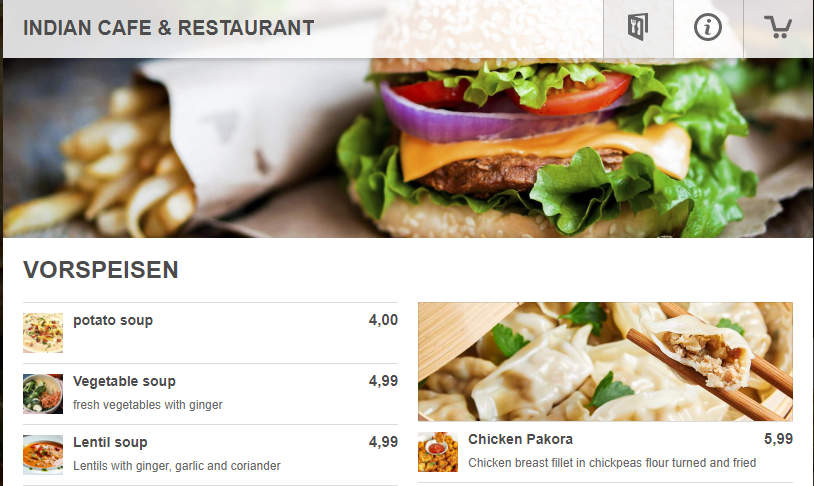 INDIAN CAFE & RESTAURANT
VORSPEISEN
potato soup 4,00
Vegetable soup 4,99
fresh vegetables with ginger
Lentil soup 4,99
Lentils with ginger, garlic and coriander
Chicken Pakora 5,99
Chicken breast fillet in chickpeas flour turned and fried